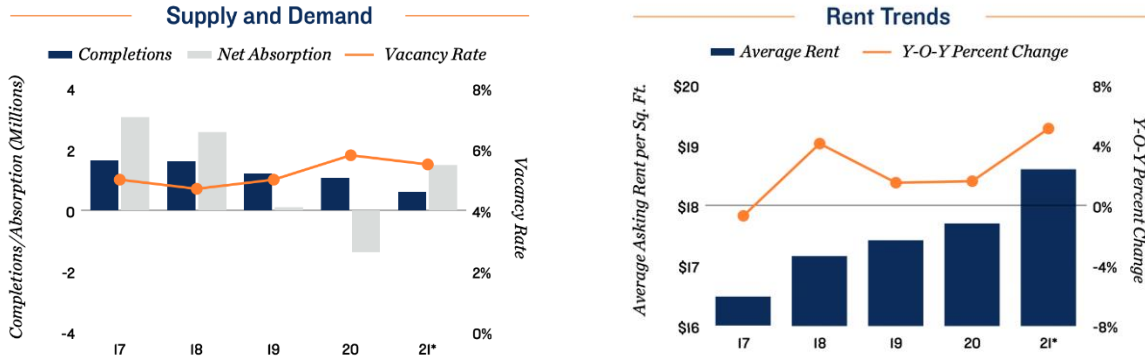 Supply and Demand
Completions Net Absorption Vacancy Rate
Completions/Absorption (Millions)
4
2
0
-2
-4
8%
6%
4%
2%
0%
Vacancy Rate
17 18 19 20 21*
Rent Trends
Average Rent Y-O-Y Percent Change
Average Asking Rent per Sq. Ft.
$20
$19
$18
$17
$16
8%
4%
0%
-4%
-8%
Y-O-Y Percent Change
17 18 19 20 21*